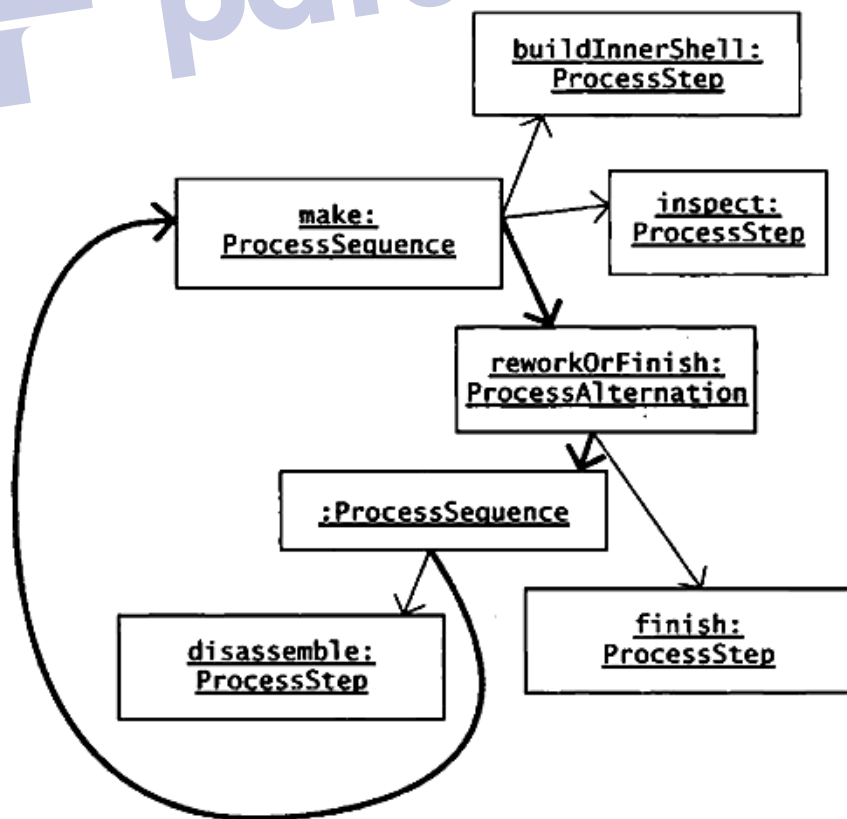 buildInnerShell:
ProcessStep
make:
ProcessSequence
inspect:
ProcessStep
reworkOrFinish:
ProcessAlternation
:ProcessSequence
disassemble:
ProcessStep
finish:
ProcessStep